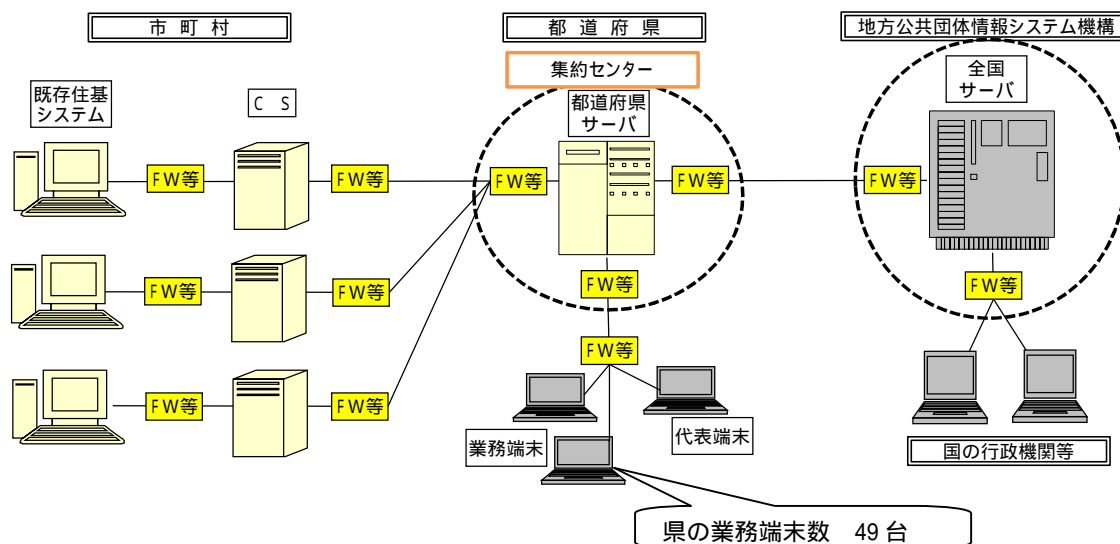 市 町 村
都 道 府 県
地方公共団体情報システム機構
集約センター
既存住基
システム
C S
都道府県
サーバ
全国
サーバ
FW等
FW等
FW等
FW等
FW等
FW等
FW等
FW等
FW等
FW等
FW等
FW等
FW等
業務端末
代表端末
国の行政機関等
県の業務端末数 49 台